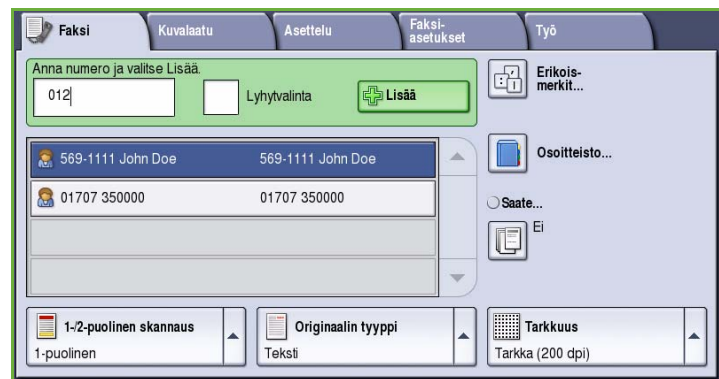 Faksi
Kuvalaatu
Asettelu
Faksi-
asetukset
Työ
Anna numero ja valitse Lisää.
012
Lyhytvalinta
Lisää
Erikois-
merkit...
569-1111 John Doe 569-1111 John Doe
Osoitteisto...
01707 350000 01707 350000
Saate...
Ei
1-/2-puolinen skannaus
1-puolinen
Originaalin tyyppi
Teksti
Tarkkuus
Tarkka (200 dpi)